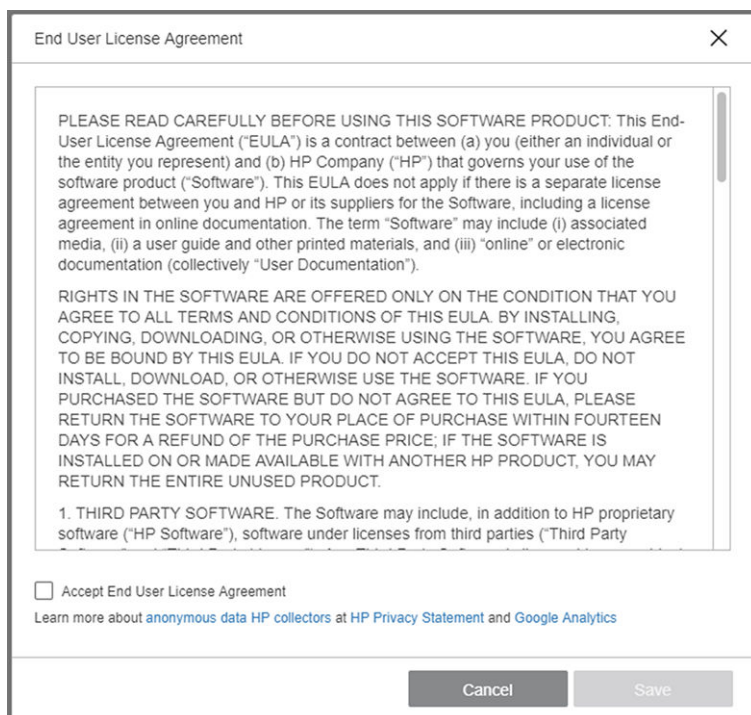 End User License Agreement
PLEASE READ CAREFULLY BEFORE USING THIS SOFTWARE PRODUCT: This End-
User License Agreement (“EULA”) is a contract between (a) you (either an individual or
the entity you represent) and (b) HP Company (“HP”) that governs your use of the
software product (“Software”). This EULA does not apply if there is a separate license
agreement between you and HP or its suppliers for the Software, including a license
agreement in online documentation. The term “Software” may include (i) associated
media, (ii) a user guide and other printed materials, and (iii) “online” or electronic
documentation (collectively “User Documentation”).
RIGHTS IN THE SOFTWARE ARE OFFERED ONLY ON THE CONDITION THAT YOU
AGREE TO ALL TERMS AND CONDITIONS OF THIS EULA. BY INSTALLING,
COPYING, DOWNLOADING, OR OTHERWISE USING THE SOFTWARE, YOU AGREE
TO BE BOUND BY THIS EULA. IF YOU DO NOT ACCEPT THIS EULA, DO NOT
INSTALL, DOWNLOAD, OR OTHERWISE USE THE SOFTWARE. IF YOU
PURCHASED THE SOFTWARE BUT DO NOT AGREE TO THIS EULA, PLEASE
RETURN THE SOFTWARE TO YOUR PLACE OF PURCHASE WITHIN FOURTEEN
DAYS FOR A REFUND OF THE PURCHASE PRICE; IF THE SOFTWARE IS
INSTALLED ON OR MADE AVAILABLE WITH ANOTHER HP PRODUCT, YOU MAY
RETURN THE ENTIRE UNUSED PRODUCT.
1. THIRD PARTY SOFTWARE. The Software may include, in addition to HP proprietary
software (“HP Software”), software under licenses from third parties (“Third Party
Accept End User License Agreement
Learn more about anonymous data HP collectors at HP Privacy Statement and Google Analytics
Cancel
Save